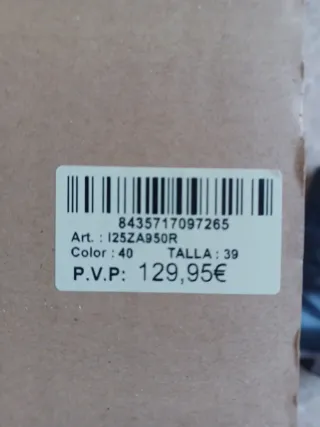 8435717097265
Art. : I25ZA950R
Color : 40 TALLA : 39
P.V.P: 129,95€